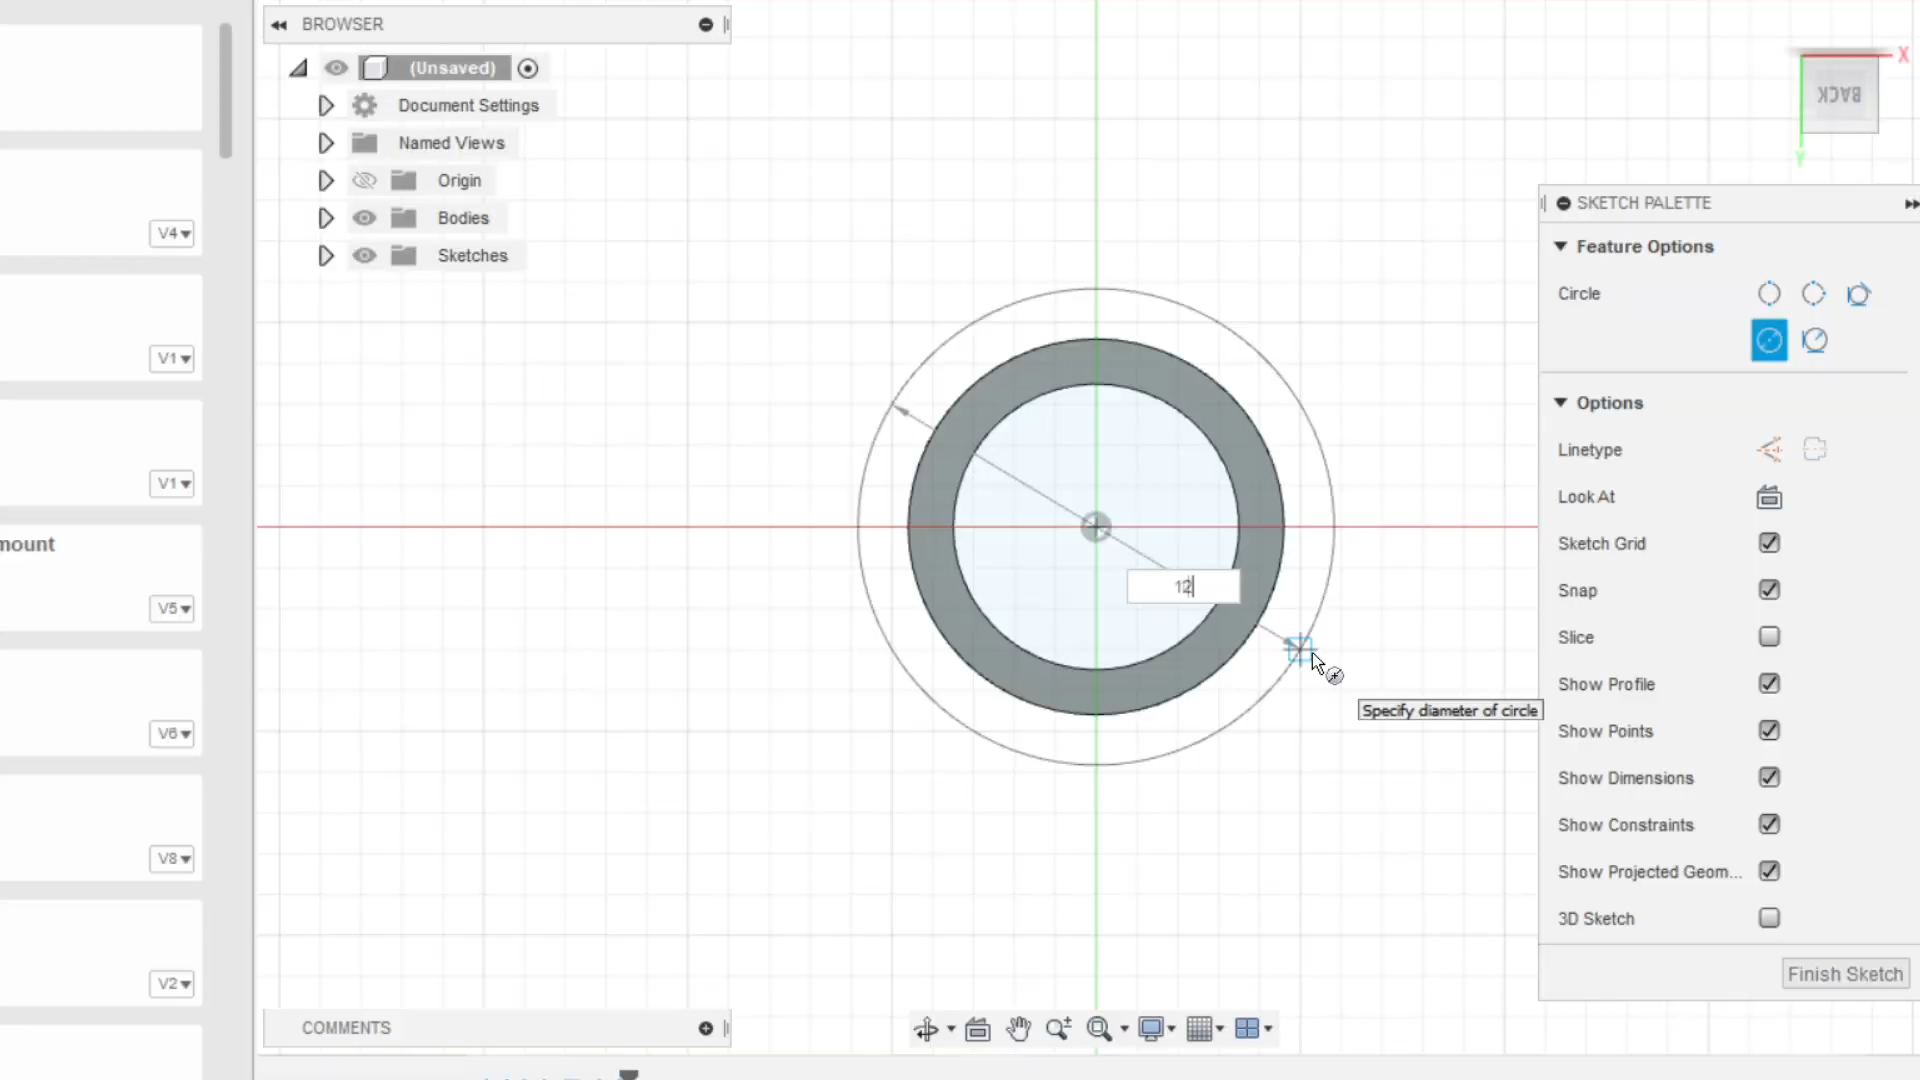 BROWSER
(Unsaved)
Document Settings
Named Views
Origin
Bodies
Sketches
V4
V1
V1
mount
V5
V6
V8
V2
COMMENTS
12
Specify diameter of circle
X
BACK
Y
SKETCH PALETTE
Feature Options
Circle
Options
Linetype
Look At
Sketch Grid
Snap
Slice
Show Profile
Show Points
Show Dimensions
Show Constraints
Show Projected Geom...
3D Sketch
Finish Sketch